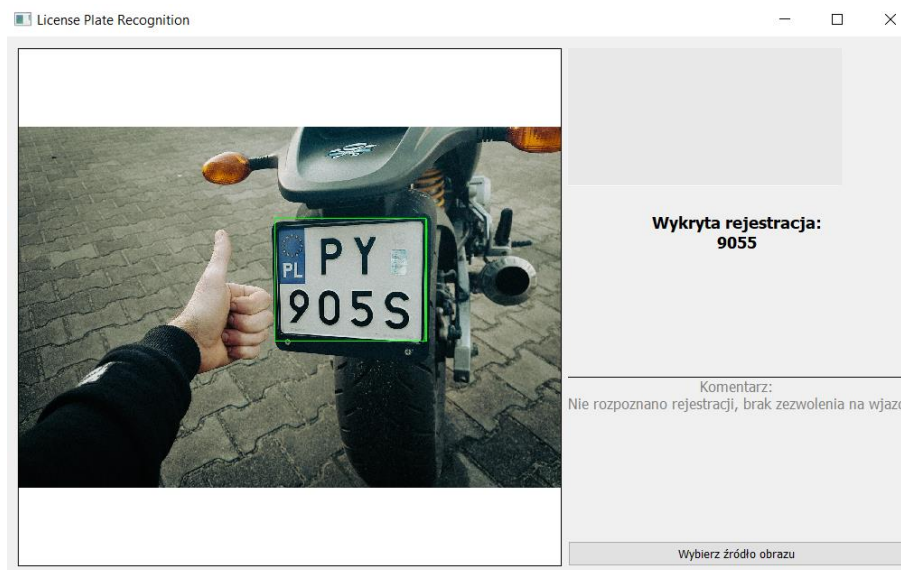 License Plate Recognition
PL
PY
905S
Wykryta rejestracja:
9055
Komentarz:
Nie rozpoznano rejestracji, brak zezwolenia na wjazd
Wybierz źródło obrazu